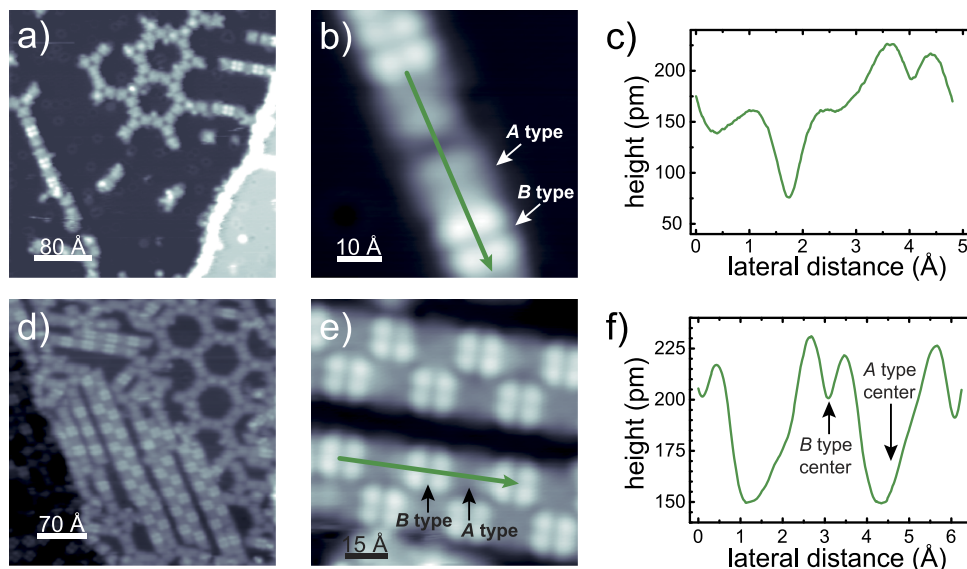 a)
80 Å
b)
A type
B type
10 Å
c)
height (pm)
200
150
100
50
0
1
2
3
4
5
lateral distance (Å)
d)
70 Å
e)
B type
A type
15 Å
f)
height (pm)
225
200
175
150
A type
center
B type
center
0
1
2
3
4
5
6
lateral distance (Å)